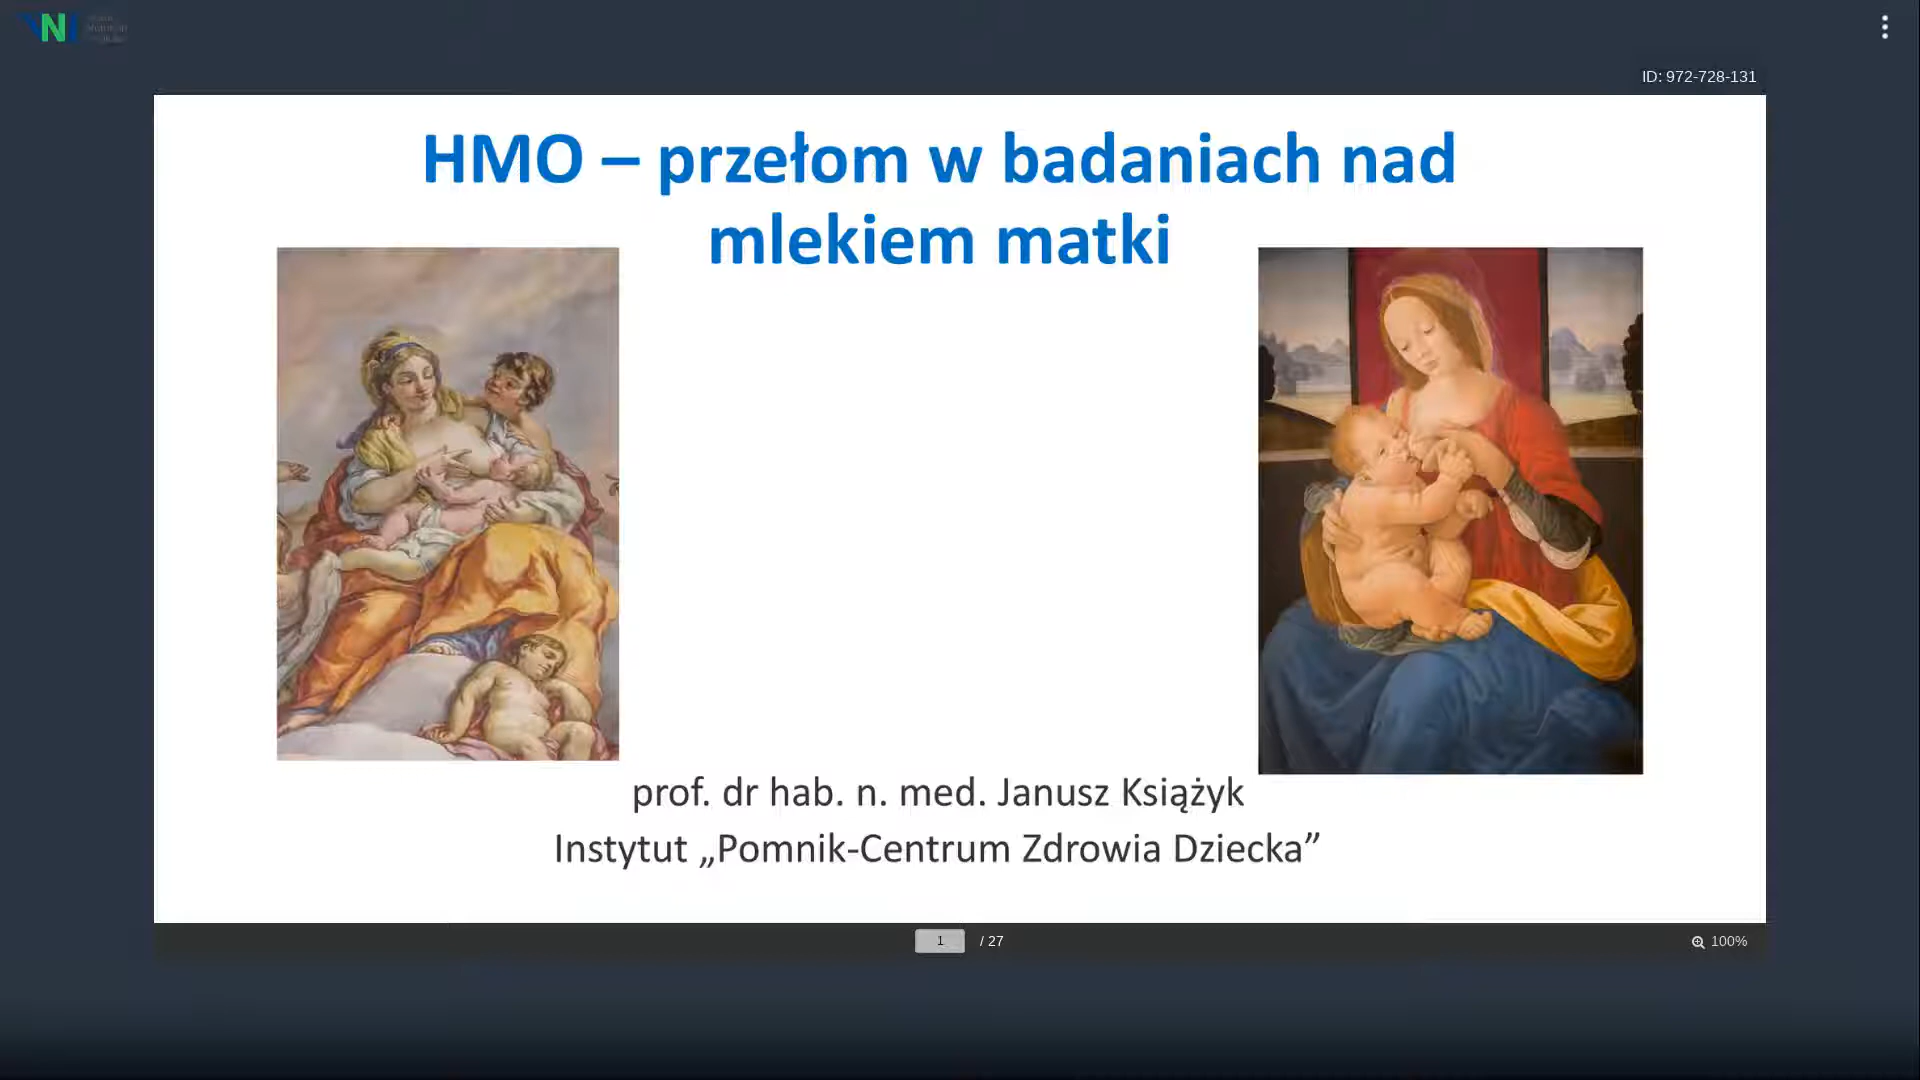 ID: 972-728-131
HMO – przełom w badaniach nad
mlekiem matki
prof. dr hab. n. med. Janusz Książyk
Instytut „Pomnik-Centrum Zdrowia Dziecka”
1 / 27
100%